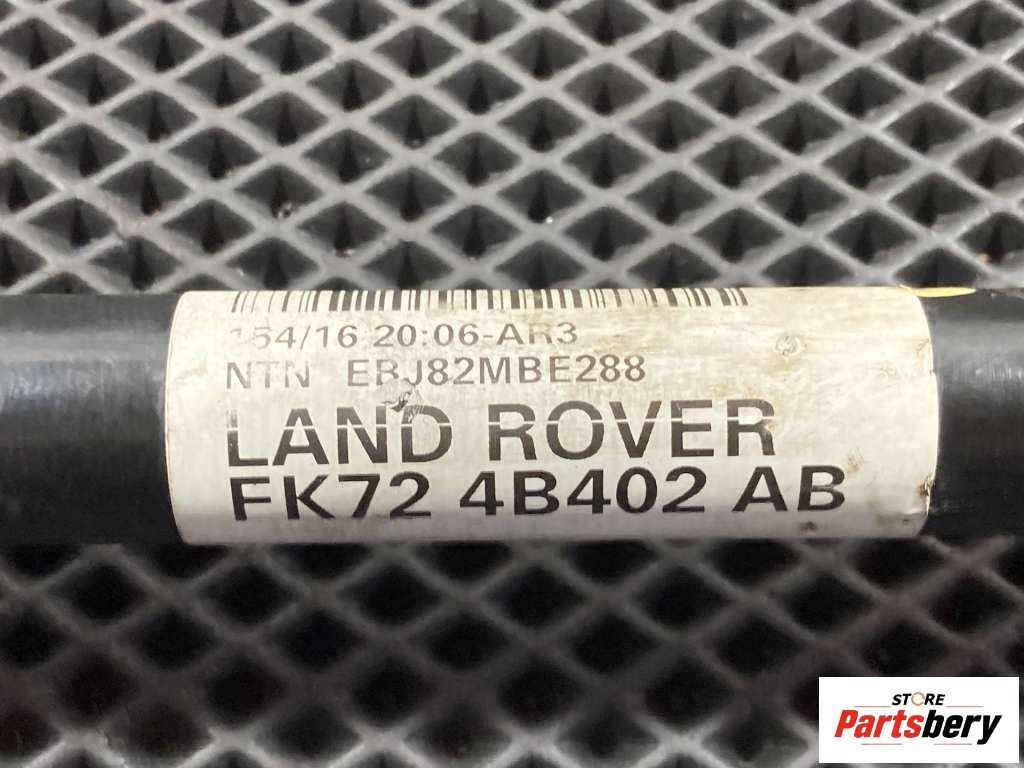 154/16 20:06-AR3
NTN EBJ82MBE288
LAND ROVER
FK72 4B402 AB
STORE
Partsbery